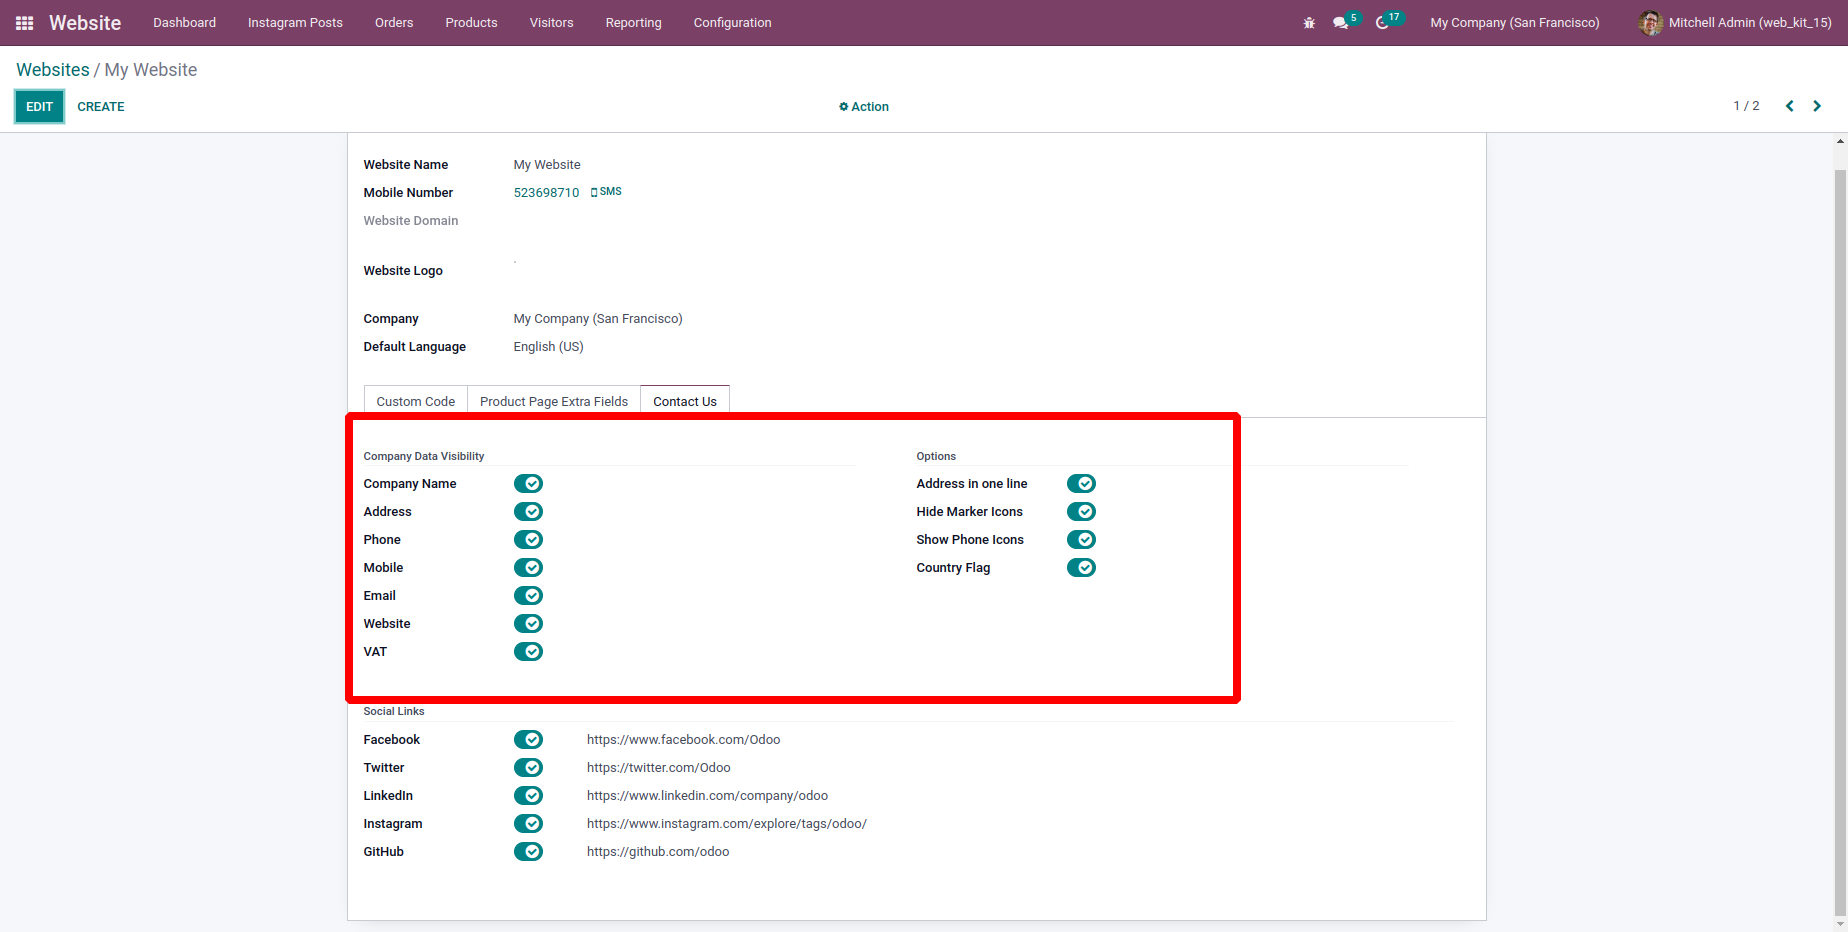 Website Dashboard Instagram Posts Orders Products Visitors Reporting Configuration 5 17 My Company (San Francisco) Mitchell Admin (web_kit_15)
Websites / My Website
EDIT CREATE Action 1 / 2
Website Name My Website
Mobile Number 523698710 SMS
Website Domain
Website Logo
Company My Company (San Francisco)
Default Language English (US)
Custom Code Product Page Extra Fields Contact Us
Company Data Visibility Options
Company Name Address in one line
Address Hide Marker Icons
Phone Show Phone Icons
Mobile Country Flag
Email
Website
VAT
Social Links
Facebook https://www.facebook.com/Odoo
Twitter https://twitter.com/Odoo
LinkedIn https://www.linkedin.com/company/odoo
Instagram https://www.instagram.com/explore/tags/odoo/
GitHub https://github.com/odoo